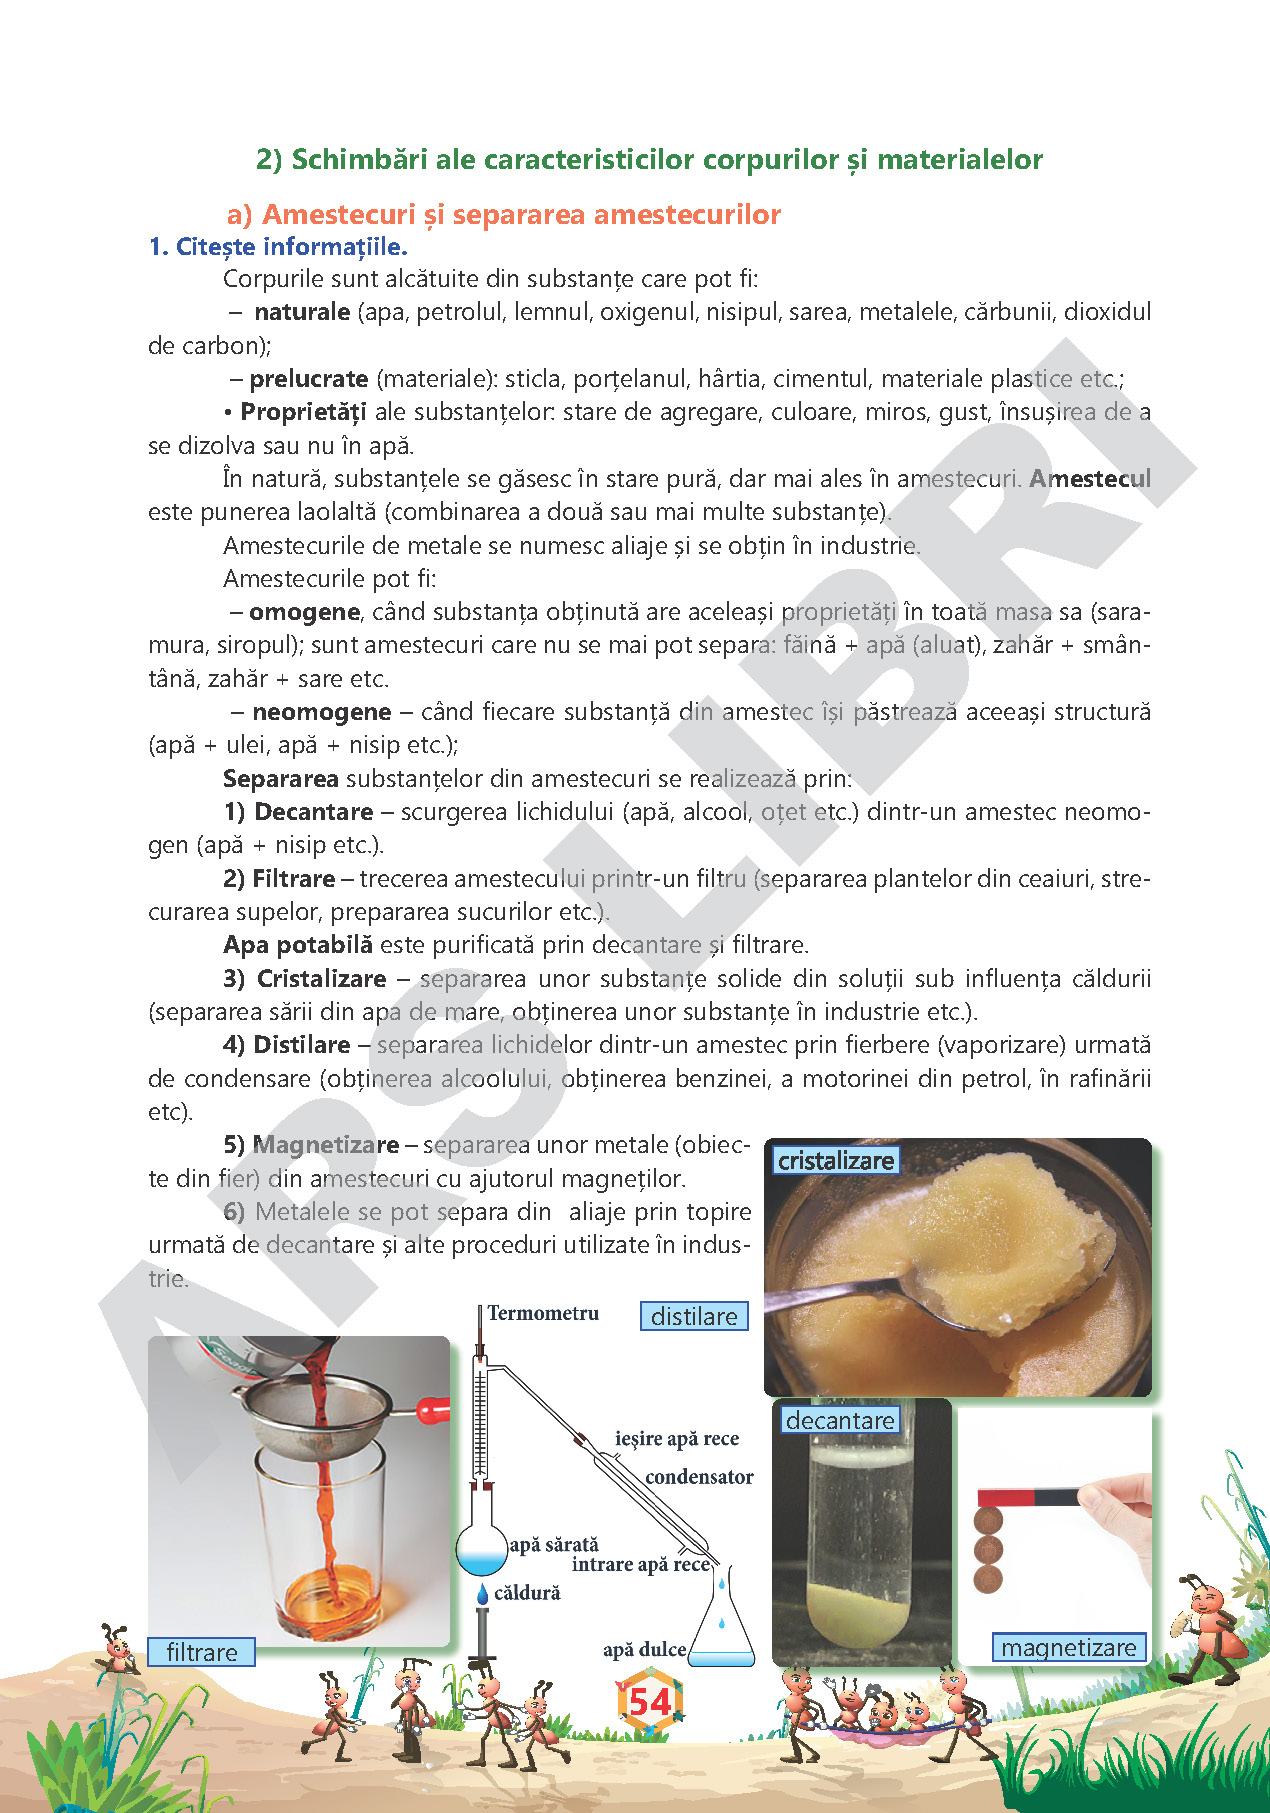 2) Schimbări ale caracteristicilor corpurilor și materialelor
a) Amestecuri și separarea amestecurilor
1. Citește informațiile.
Corpurile sunt alcătuite din substanțe care pot fi:
– naturale (apa, petrolul, lemnul, oxigenul, nisipul, sarea, metalele, cărbunii, dioxidul
de carbon);
– prelucrate (materiale): sticla, porțelanul, hârtia, cimentul, materiale plastice etc.;
• Proprietăți ale substanțelor: stare de agregare, culoare, miros, gust, însușirea de a
se dizolva sau nu în apă.
În natură, substanțele se găsesc în stare pură, dar mai ales în amestecuri. Amestecul
este punerea laolaltă (combinarea a două sau mai multe substanțe).
Amestecurile de metale se numesc aliaje și se obțin în industrie.
Amestecurile pot fi:
– omogene, când substanța obținută are aceleași proprietăți în toată masa sa (sara-
mura, siropul); sunt amestecuri care nu se mai pot separa: făină + apă (aluat), zahăr + smân-
tână, zahăr + sare etc.
– neomogene – când fiecare substanță din amestec își păstrează aceeași structură
(apă + ulei, apă + nisip etc.);
Separarea substanțelor din amestecuri se realizează prin:
1) Decantare – scurgerea lichidului (apă, alcool, oțet etc.) dintr-un amestec neomo-
gen (apă + nisip etc.).
2) Filtrare – trecerea amestecului printr-un filtru (separarea plantelor din ceaiuri, stre-
curarea supelor, prepararea sucurilor etc.).
Apa potabilă este purificată prin decantare și filtrare.
3) Cristalizare – separarea unor substanțe solide din soluții sub influența căldurii
(separarea sării din apa de mare, obținerea unor substanțe în industrie etc.).
4) Distilare – separarea lichidelor dintr-un amestec prin fierbere (vaporizare) urmată
de condensare (obținerea alcoolului, obținerea benzinei, a motorinei din petrol, în rafinării
etc).
5) Magnetizare – separarea unor metale (obiec-
te din fier) din amestecuri cu ajutorul magneților.
6) Metalele se pot separa din aliaje prin topire
urmată de decantare și alte proceduri utilizate în indus-
trie.
cristalizare
Termometru
distilare
decantare
ieșire apă rece
condensator
apă sărată
intrare apă rece
căldură
apă dulce
filtrare
magnetizare
54
ARS LIBRI